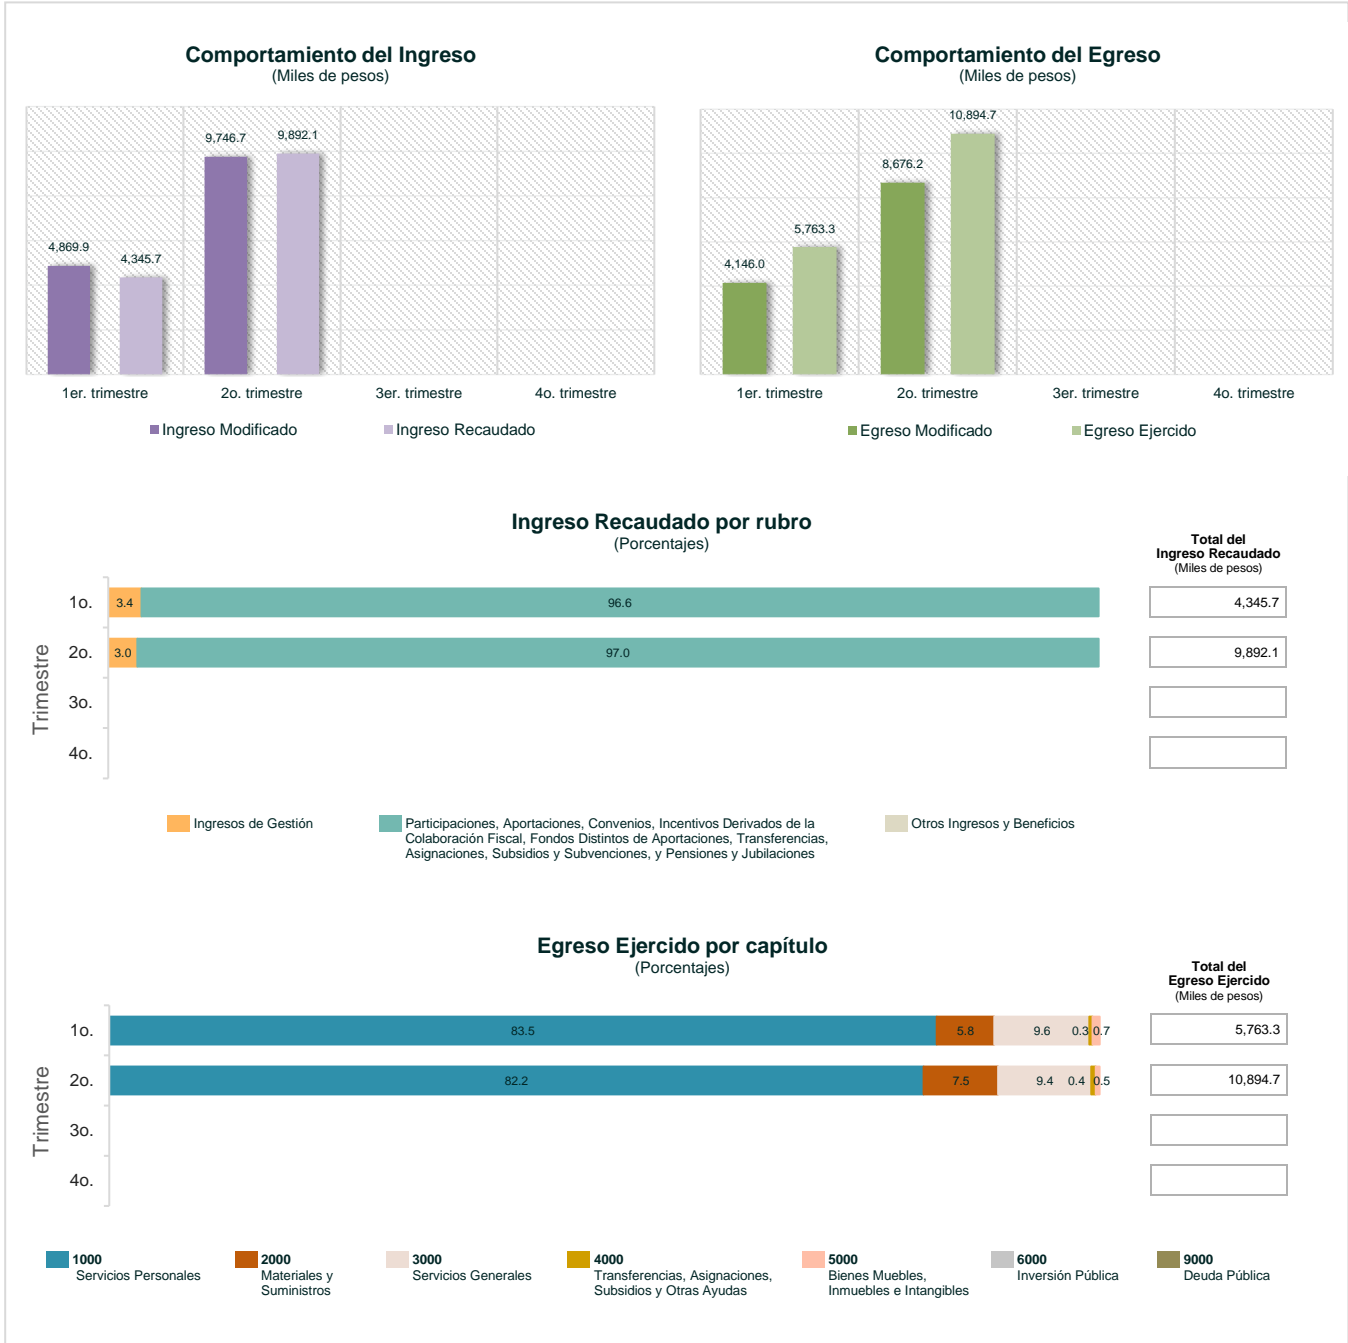 Comportamiento del Ingreso
(Miles de pesos)
9,746.7
9,892.1
4,869.9
4,345.7
1er. trimestre
2o. trimestre
3er. trimestre
4o. trimestre
Ingreso Modificado
Ingreso Recaudado
Comportamiento del Egreso
(Miles de pesos)
10,894.7
8,676.2
5,763.3
4,146.0
1er. trimestre
2o. trimestre
3er. trimestre
4o. trimestre
Egreso Modificado
Egreso Ejercido
Ingreso Recaudado por rubro
(Porcentajes)
Total del
Ingreso Recaudado
(Miles de pesos)
Trimestre
1o.
3.4
96.6
4,345.7
2o.
3.0
97.0
9,892.1
3o.
4o.
Ingresos de Gestión
Participaciones, Aportaciones, Convenios, Incentivos Derivados de la
Colaboración Fiscal, Fondos Distintos de Aportaciones, Transferencias,
Asignaciones, Subsidios y Subvenciones, y Pensiones y Jubilaciones
Otros Ingresos y Beneficios
Egreso Ejercido por capítulo
(Porcentajes)
Total del
Egreso Ejercido
(Miles de pesos)
Trimestre
1o.
83.5
5.8
9.6
0.3
0.7
5,763.3
2o.
82.2
7.5
9.4
0.4
0.5
10,894.7
3o.
4o.
1000
Servicios Personales
2000
Materiales y
Suministros
3000
Servicios Generales
4000
Transferencias, Asignaciones,
Subsidios y Otras Ayudas
5000
Bienes Muebles,
Inmuebles e Intangibles
6000
Inversión Pública
9000
Deuda Pública